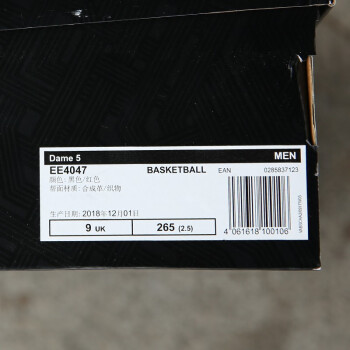 Dame 5 MEN
EE4047 BASKETBALL EAN 0285837123
颜色: 黑色/红色
帮面材质: 合成革/织物
生产日期: 2018年12月01日
9 UK 265 (2.5)
4 061618 100106